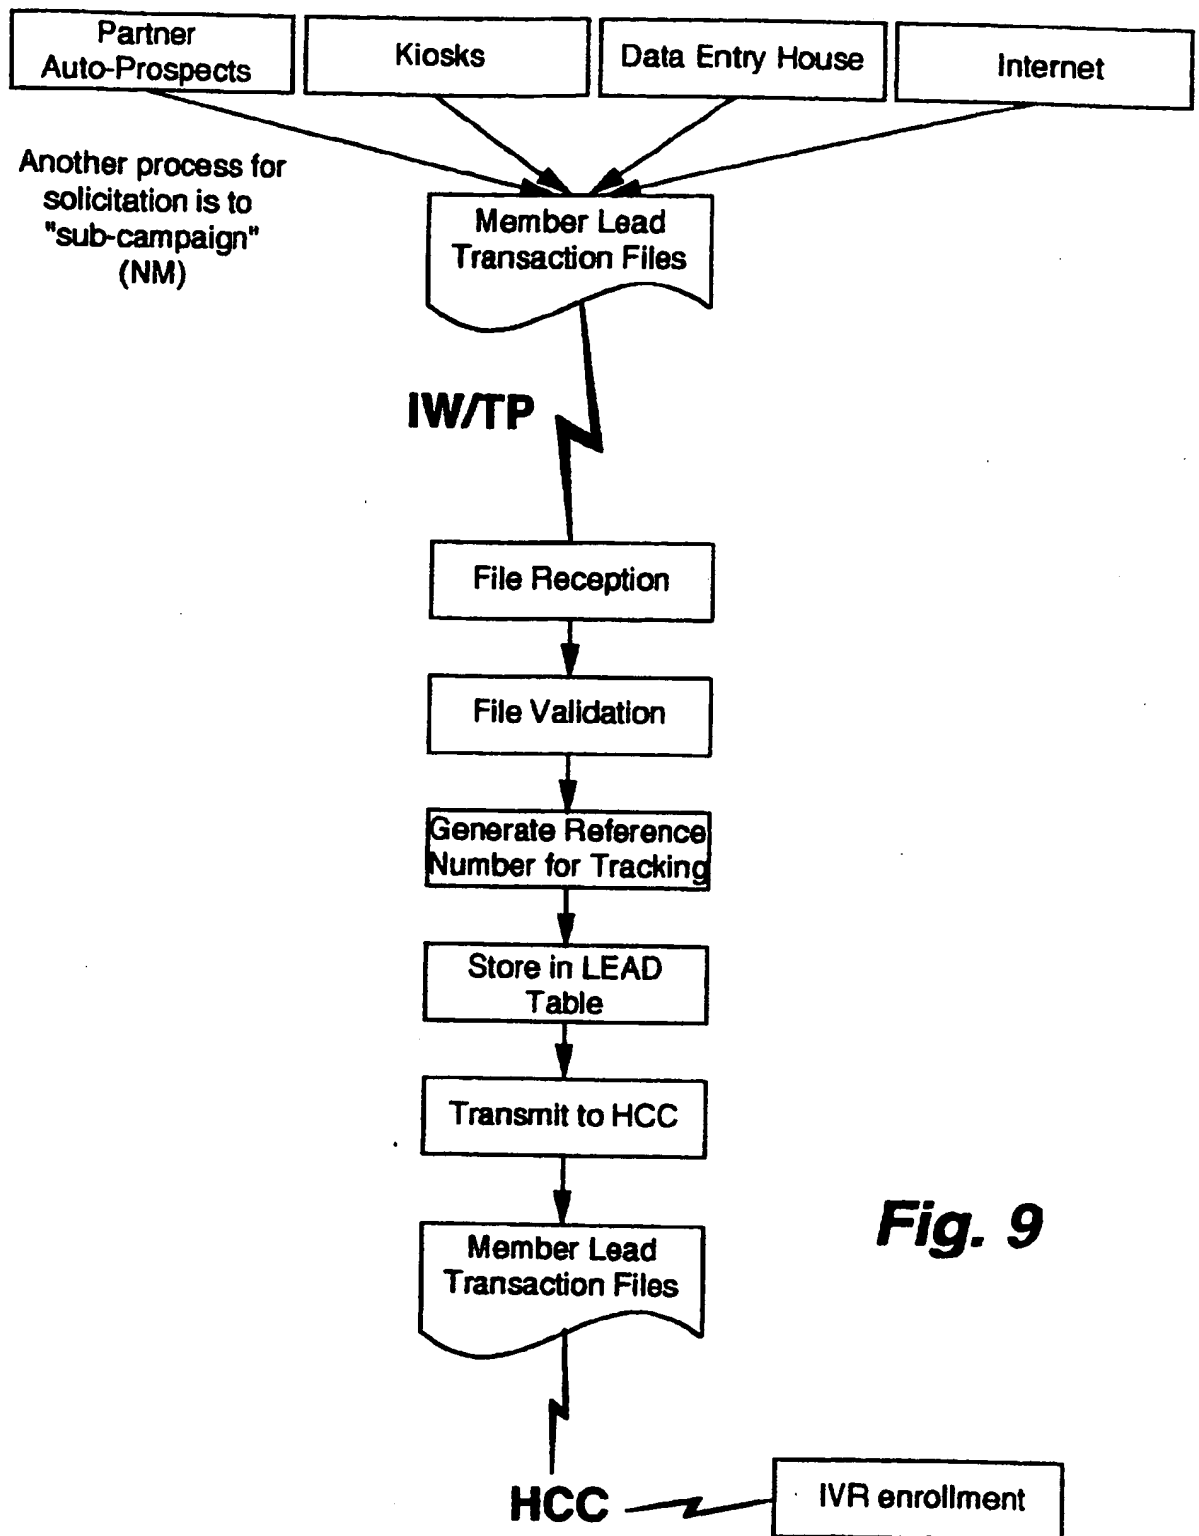 Partner
Auto-Prospects
Kiosks
Data Entry House
Internet
Another process for
solicitation is to
"sub-campaign"
(NM)
Member Lead
Transaction Files
IW/TP
File Reception
File Validation
Generate Reference
Number for Tracking
Store in LEAD
Table
Transmit to HCC
Member Lead
Transaction Files
Fig. 9
HCC
IVR enrollment